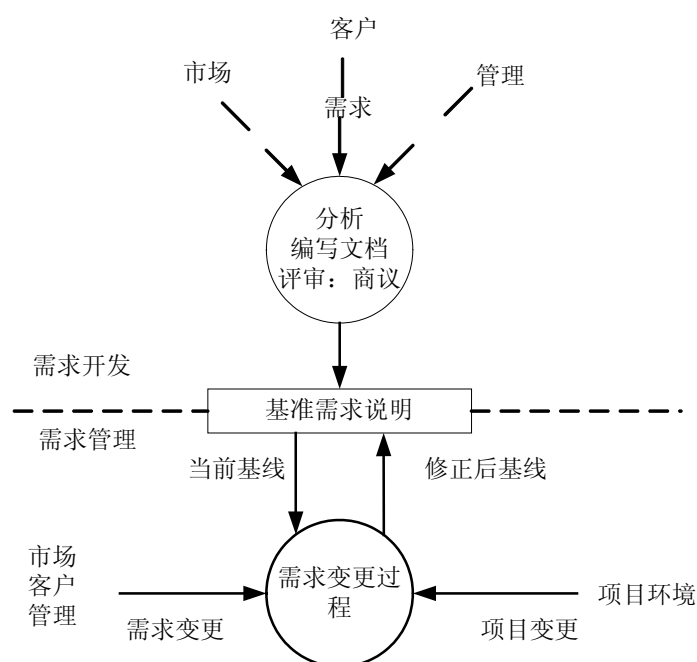 客户
市场
管理
需求
分析
编写文档
评审：商议
需求开发
基准需求说明
需求管理
当前基线
修正后基线
市场
客户
管理
需求变更过
程
项目环境
需求变更
项目变更